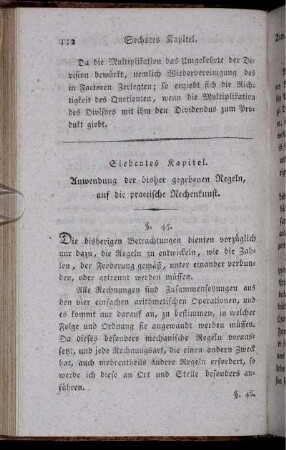 112 Sechstes Kapitel.
Da die Multiplikation das Umgekehrte der Di-
vision bewürkt, nemlich Wiedervereinigung des
in Factoren Zerlegten; so ergiebt sich die Rich-
tigkeit des Quotienten, wenn die Multiplikation
des Divisors mit ihm den Dividendus zum Pro-
dukt giebt.
Siebentes Kapitel.
Anwendung der bisher gegebenen Regeln,
auf die practische Rechenkunst.
§. 45.
Die bisherigen Betrachtungen dienten vorzüglich
nur dazu, die Regeln zu entwickeln, wie die Zah-
len, der Forderung gemäß, unter einander verbun-
den, oder getrennt werden müssen.
Alle Rechnungen sind Zusammensetzungen aus
den vier einfachen arithmetischen Operationen, und
es kommt nur darauf an, zu bestimmen, in welcher
Folge und Ordnung sie angewandt werden müssen.
Da dieses besondere mechanische Regeln voraus-
setzt, und jede Rechnungsart, die einen andern Zweck
hat, auch mehrentheils andere Regeln erfordert, so
werde ich diese an Ort und Stelle besonders an-
führen.
§. 46.